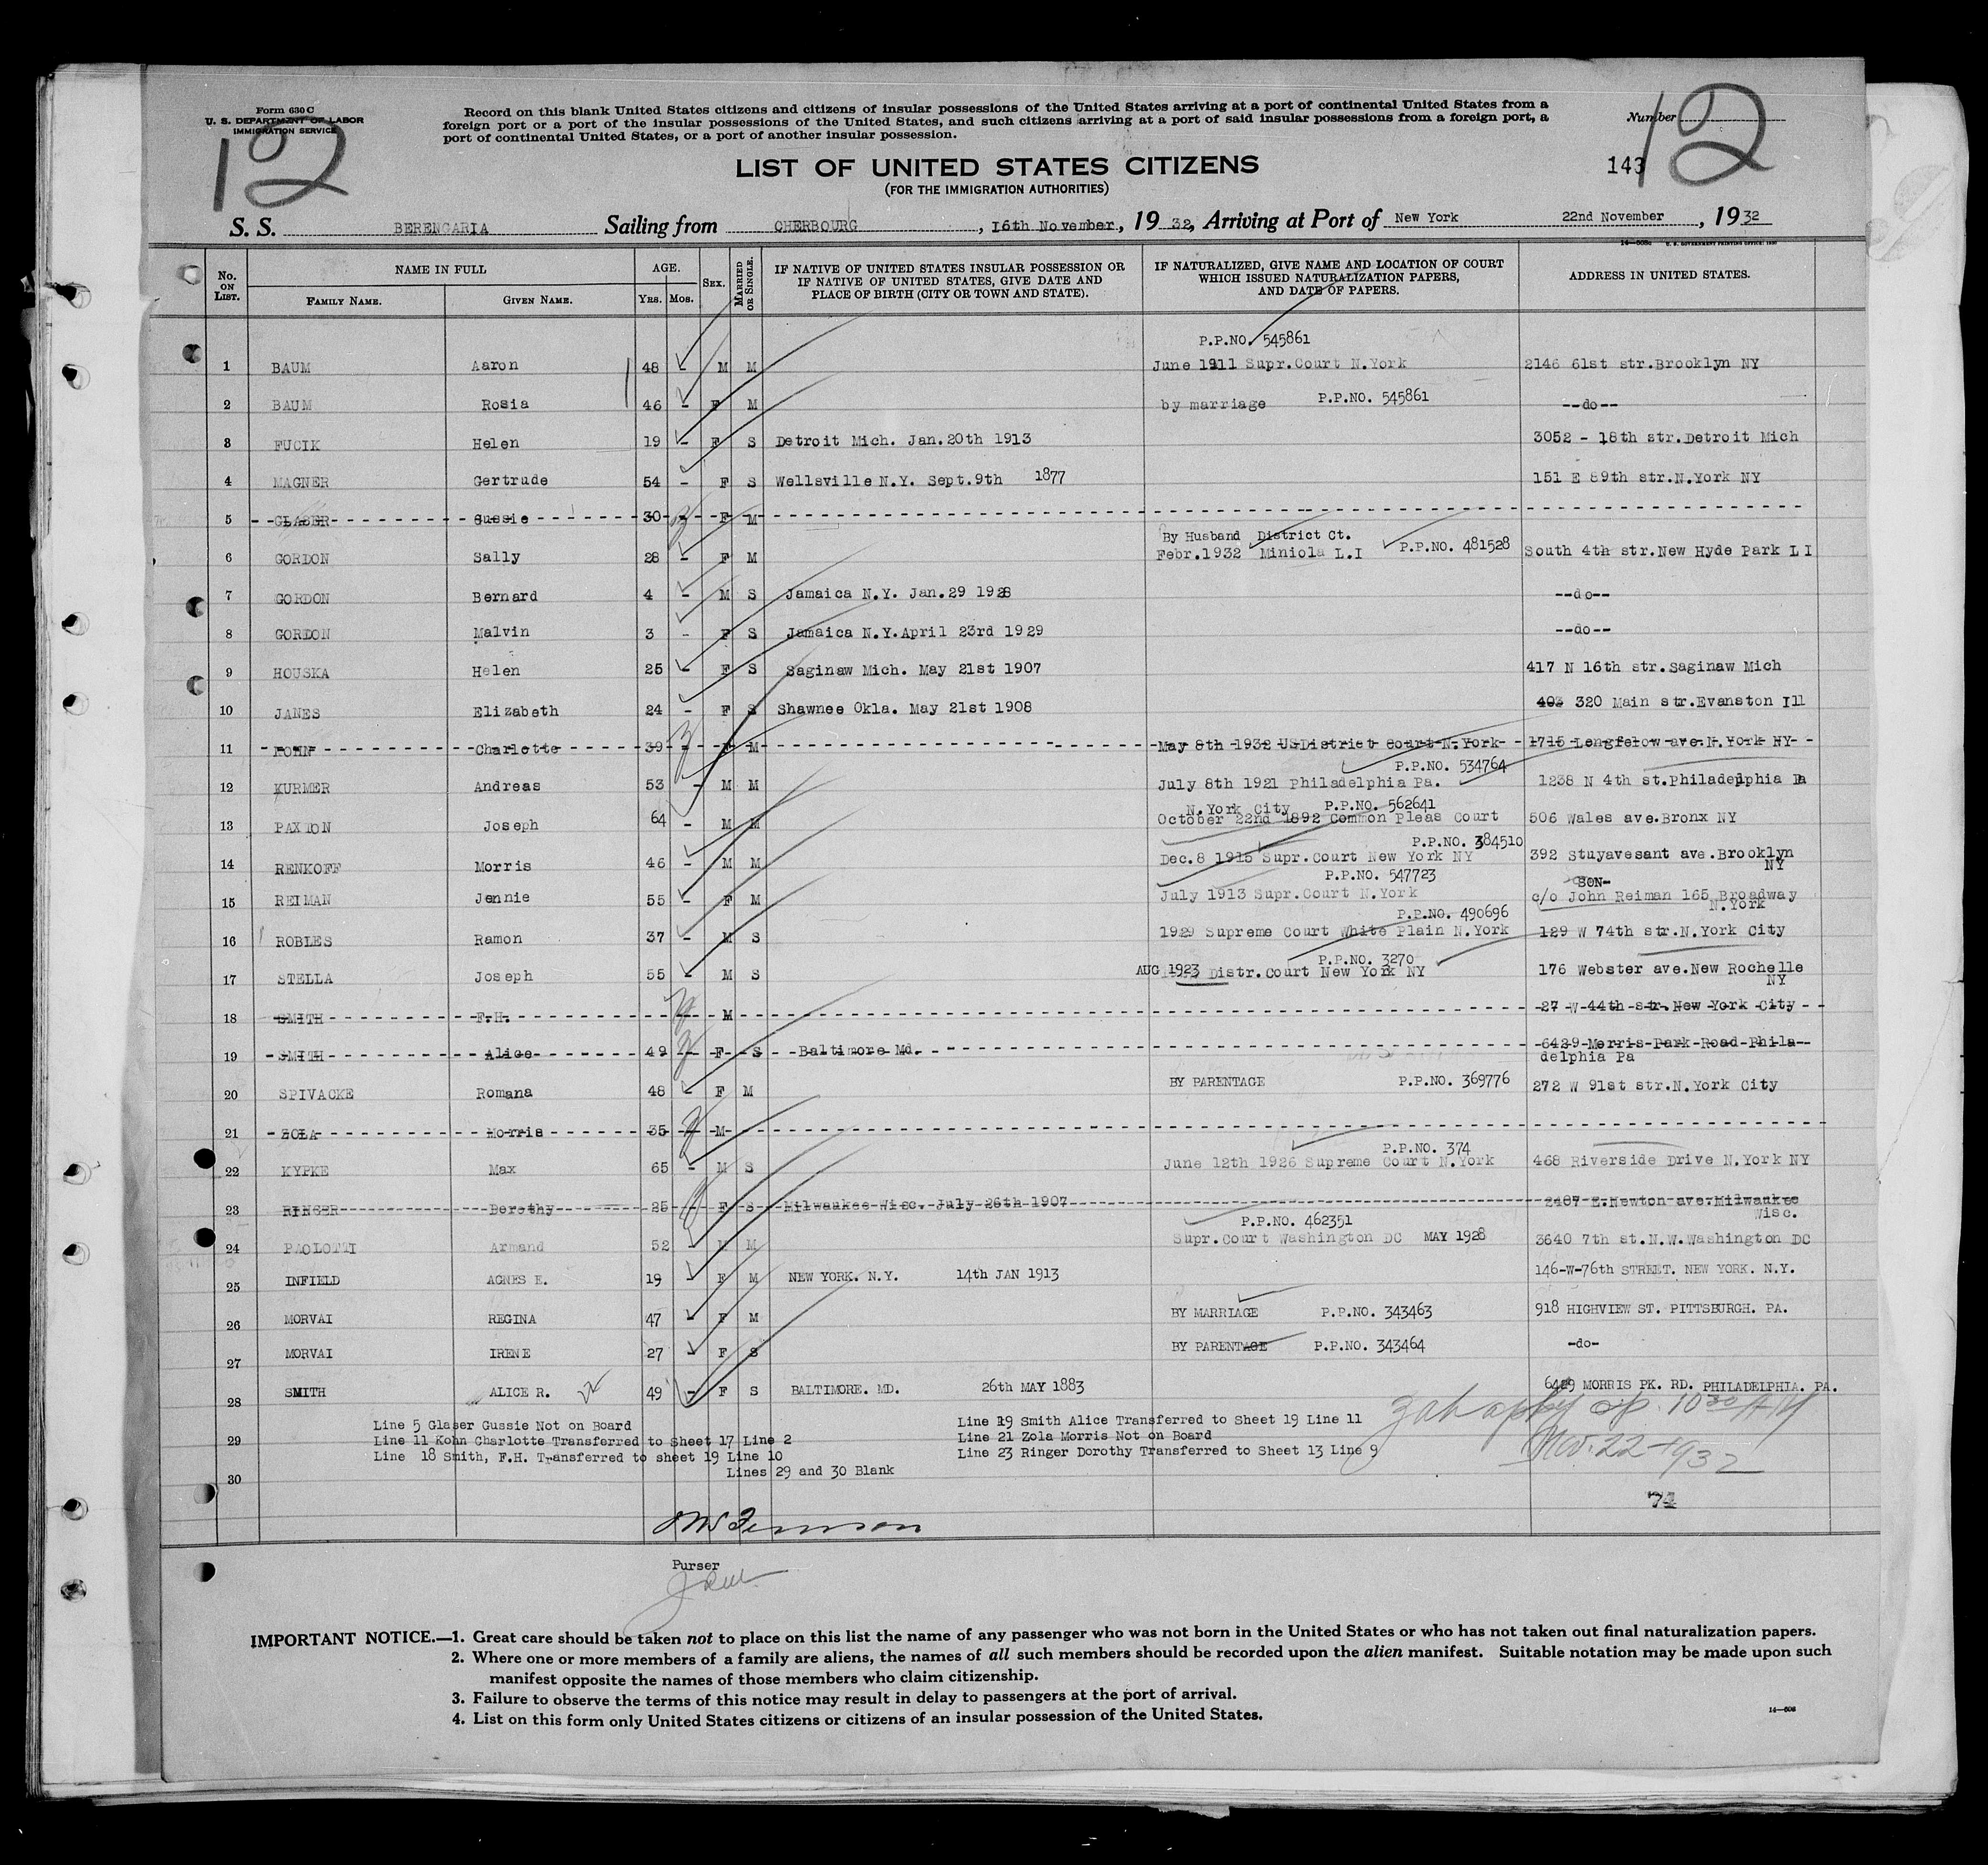 Form 630 C
U. S. DEPARTMENT OF LABOR
IMMIGRATION SERVICE
12
Record on this blank United States citizens and citizens of insular possessions of the United States arriving at a port of continental United States from a
foreign port or a port of the insular possessions of the United States, and such citizens arriving at a port of said insular possessions from a foreign port, a
port of continental United States, or a port of another insular possession.
Number
12
143
LIST OF UNITED STATES CITIZENS
(FOR THE IMMIGRATION AUTHORITIES)
S. S. BERENGARIA Sailing from CHERBOURG, 16th November, 1932, Arriving at Port of New York 22nd November, 1932
14—508c U. S. GOVERNMENT PRINTING OFFICE: 1930
No. ON LIST. NAME IN FULL AGE. SEX. MARRIED OR SINGLE. IF NATIVE OF UNITED STATES INSULAR POSSESSION OR IF NATIVE OF UNITED STATES, GIVE DATE AND PLACE OF BIRTH (CITY OR TOWN AND STATE). IF NATURALIZED, GIVE NAME AND LOCATION OF COURT WHICH ISSUED NATURALIZATION PAPERS, AND DATE OF PAPERS. ADDRESS IN UNITED STATES.
FAMILY NAME. GIVEN NAME. YRS. MOS.
P.P.NO. 545861
1 BAUM Aaron 48 - M M June 1911 Supr.Court N.York 2146 61st str.Brooklyn NY
2 BAUM Rosia 46 - F M by marriage P.P.NO. 545861 --do--
3 FUCIK Helen 19 - F S Detroit Mich. Jan.20th 1913 3052 - 18th str.Detroit Mich
4 MAGNER Gertrude 54 - F S Wellsville N.Y. Sept.9th 1877 151 E 89th str.N.York NY
5 GLASER Gussie 30 - F M
By Husband District Ct.
6 GORDON Sally 28 - F M Febr.1932 Miniola L.I P.P.NO. 481528 South 4th str.New Hyde Park L I
7 GORDON Bernard 4 - M S Jamaica N.Y. Jan.29 1928 --do--
8 GORDON Malvin 3 - F S Jamaica N.Y.April 23rd 1929 --do--
9 HOUSKA Helen 25 - F S Saginaw Mich. May 21st 1907 417 N 16th str.Saginaw Mich
10 JANES Elizabeth 24 - F S Shawnee Okla. May 21st 1908 403 320 Main str.Evanston Ill
11 KOHN Charlotte 39 - F M May 8th 1932 USDistrict Court N.York 1715 Longfelow ave.N.York NY
P.P.NO. 534764
12 KURMER Andreas 53 - M M July 8th 1921 Philadelphia Pa. 1238 N 4th st.Philadelphia Pa
N.York City P.P.NO. 562641
13 PAXTON Joseph 64 - M M October 22nd 1892 Common Pleas Court 506 Wales ave.Bronx NY
P.P.NO. 384510
14 RENKOFF Morris 46 - M M Dec.8 1915 Supr.Court New York NY 392 Stuyavesant ave.Brooklyn
NY
P.P.NO. 547723 SON-
15 REIMAN Jennie 55 - F M July 1913 Supr.Court N.York c/o John Reiman 165 Broadway
N.York
P.P.NO. 490696
16 ROBLES Ramon 37 - M S 1929 Supreme Court White Plain N.York 129 W 74th str.N.York City
P.P.NO. 3270
17 STELLA Joseph 55 - M S AUG 1923 Distr.Court New York NY 176 Webster ave.New Rochelle
NY
18 SMITH F.H. - M 27 W 44th str.New York City
19 SMITH Alice 49 - F S Baltimore Md. 6429 Morris Park Road Phila-
delphia Pa
20 SPIVACKE Romana 48 - F M BY PARENTAGE P.P.NO. 369776 272 W 91st str.N.York City
21 ZOLA Morris 35 - M
P.P.NO. 374
22 KYPKE Max 65 - M S June 12th 1926 Supreme Court N.York 468 Riverside Drive N.York NY
23 RINGER Dorothy 25 - F S Milwaukee Wisc. July 26th 1907 2407 E.Newton ave.Milwaukee
Wisc.
P.P.NO. 462351
24 PAOLOTTI Armand 52 - M M Supr.Court Washington DC MAY 1928 3640 7th st.N.W.Washington DC
25 INFIELD AGNES E. 19 - F M NEW YORK. N.Y. 14th JAN 1913 146-W-76th STREET. NEW YORK. N.Y.
26 MORVAI REGINA 47 - F M BY MARRIAGE P.P.NO. 343463 918 HIGHVIEW ST. PITTSBURGH. PA.
27 MORVAI IRENE 27 - F S BY PARENTAGE P.P.NO. 343464 -do-
28 SMITH ALICE R. 49 - F S BALTIMORE. MD. 26th MAY 1883 6429 MORRIS PK. RD. PHILADELPHIA. PA.
Line 5 Glaser Gussie Not on Board Line 19 Smith Alice Transferred to Sheet 19 Line 11
29 Line 11 Kohn Charlotte Transferred to Sheet 17 Line 2 Line 21 Zola Morris Not on Board
Line 18 Smith, F.H. Transferred to sheet 19 Line 10 Line 23 Ringer Dorothy Transferred to Sheet 13 Line 9
30 Lines 29 and 30 Blank
10 30 AM
Nov. 22 1932
74
Purser
IMPORTANT NOTICE.—1. Great care should be taken not to place on this list the name of any passenger who was not born in the United States or who has not taken out final naturalization papers.
2. Where one or more members of a family are aliens, the names of all such members should be recorded upon the alien manifest. Suitable notation may be made upon such
manifest opposite the names of those members who claim citizenship.
3. Failure to observe the terms of this notice may result in delay to passengers at the port of arrival.
4. List on this form only United States citizens or citizens of an insular possession of the United States.
14—508